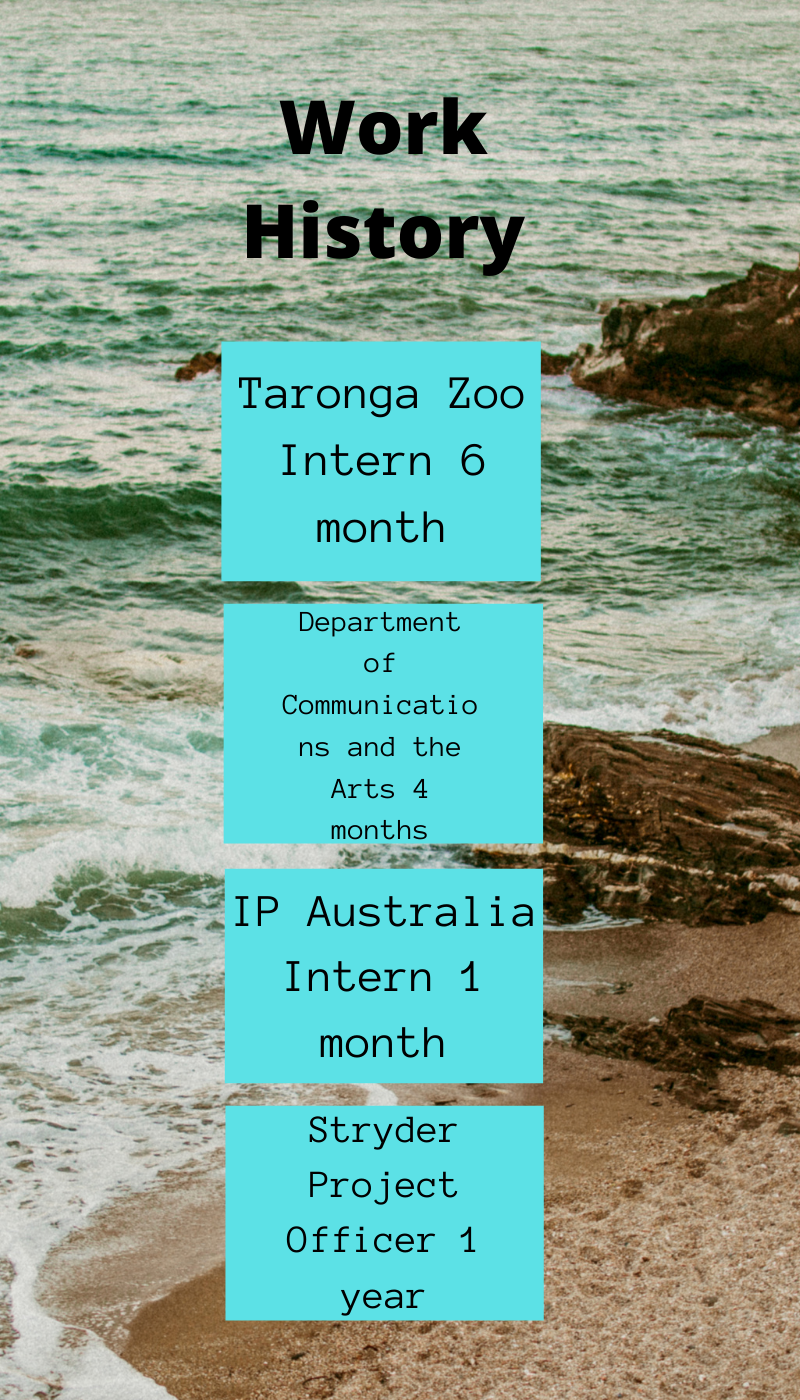 Work
History
Taronga Zoo
Intern 6
month
Department
of
Communicatio
ns and the
Arts 4
months
IP Australia
Intern 1
month
Stryder
Project
Officer 1
year